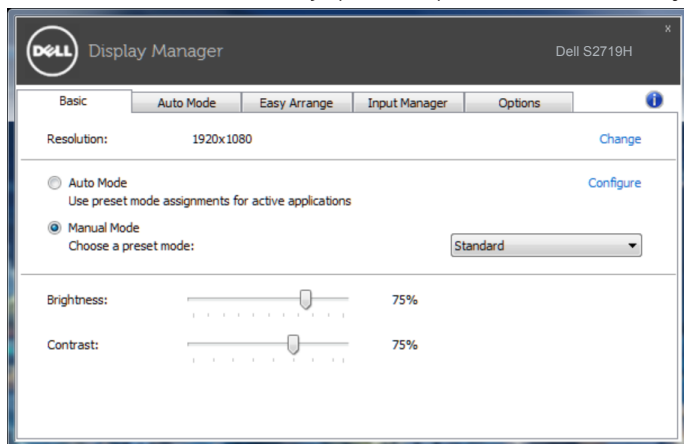 x
DELL Display Manager Dell S2719H
Basic Auto Mode Easy Arrange Input Manager Options i
Resolution: 1920x1080 Change
Auto Mode Configure
Use preset mode assignments for active applications
Manual Mode
Choose a preset mode: Standard
Brightness: 75%
Contrast: 75%